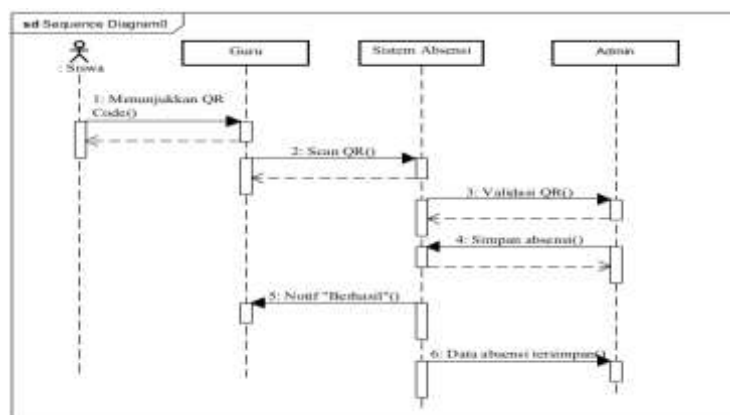 sd Sequence Diagram0
Guru
Sistem Absensi
Admin
: Siswa
1: Menunjukkan QR
Code()
2: Scan QR()
3: Validasi QR()
4: Simpan absensi()
5: Notif "Berhasil"()
6: Data absensi tersimpan()